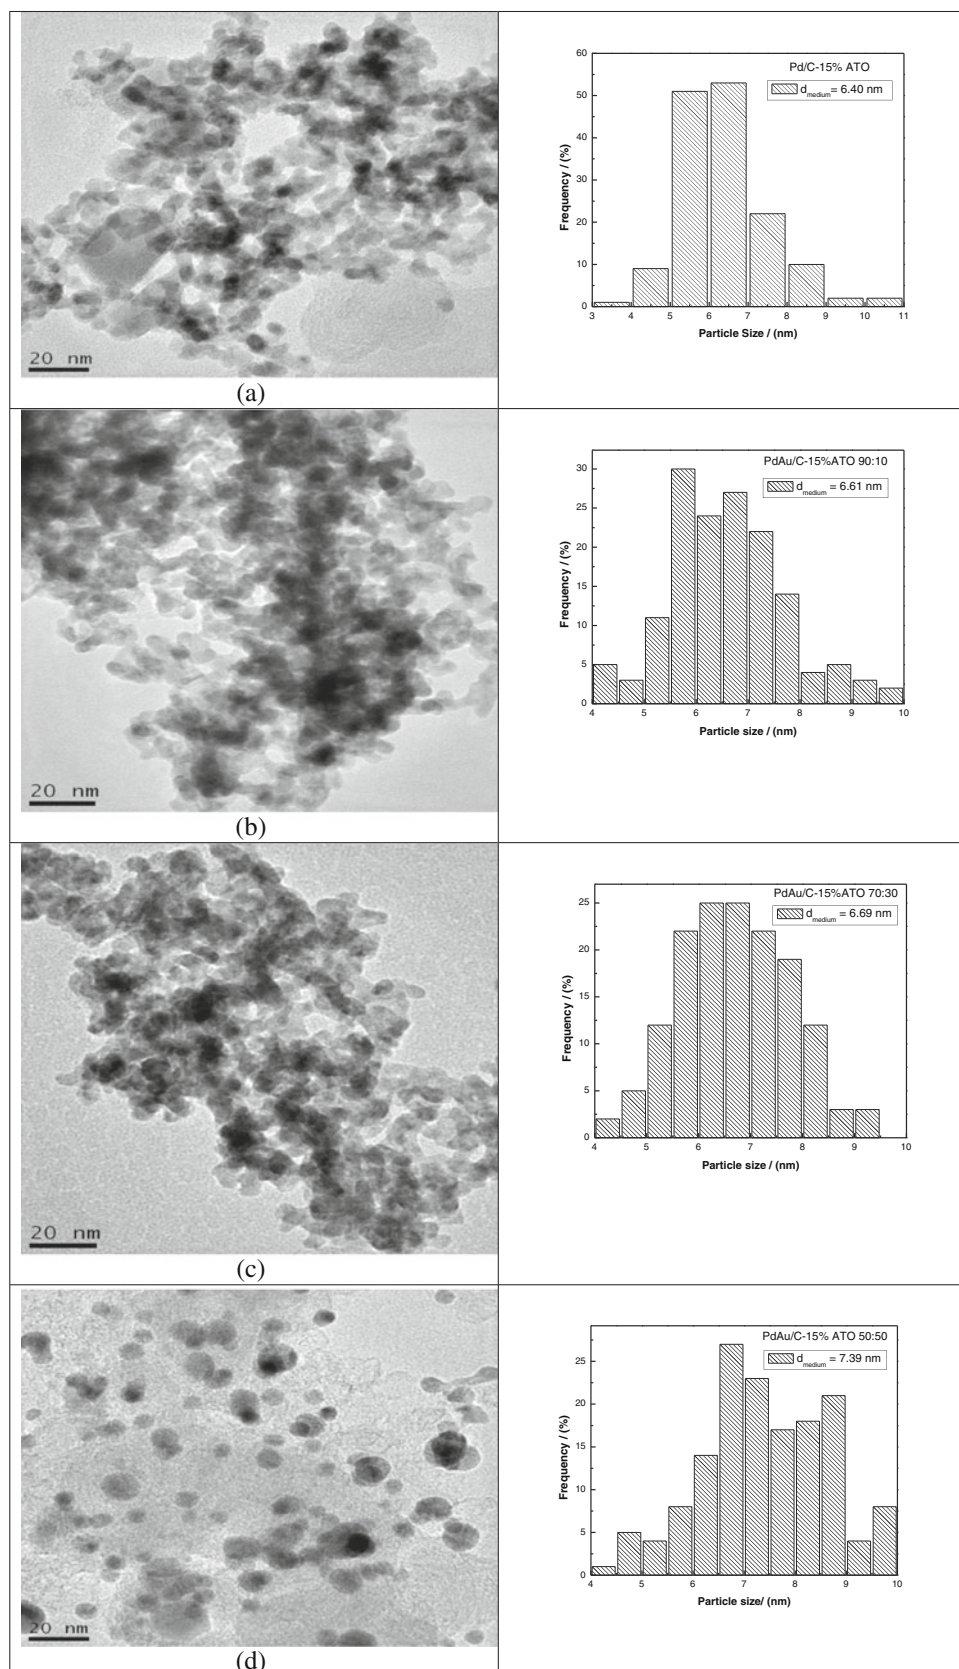 20 nm
(a)
60
50
40
30
20
10
0
Frequency / (%)
Pd/C-15% ATO
d_medium = 6.40 nm
3 4 5 6 7 8 9 10 11
Particle Size / (nm)
20 nm
(b)
30
25
20
15
10
5
0
Frequency / (%)
PdAu/C-15%ATO 90:10
d_medium = 6.61 nm
4 5 6 7 8 9 10
Particle size / (nm)
20 nm
(c)
25
20
15
10
5
0
Frequency / (%)
PdAu/C-15%ATO 70:30
d_medium = 6.69 nm
4 5 6 7 8 9 10
Particle size / (nm)
20 nm
(d)
25
20
15
10
5
0
Frequency / (%)
PdAu/C-15% ATO 50:50
d_medium = 7.39 nm
4 5 6 7 8 9 10
Particle size/ (nm)